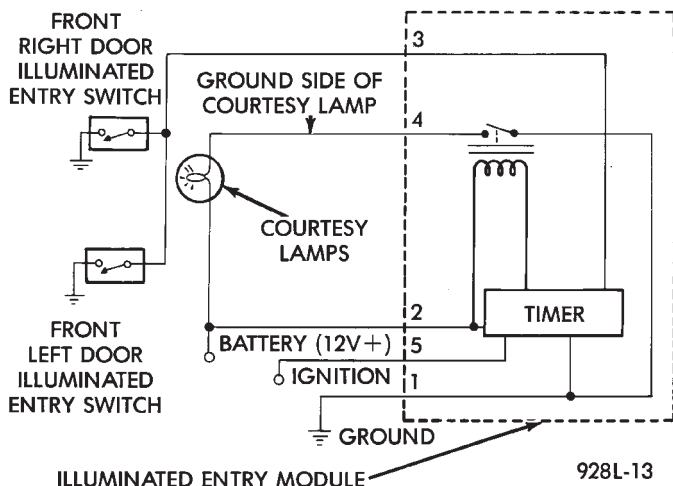 FRONT
RIGHT DOOR
ILLUMINATED
ENTRY SWITCH
GROUND SIDE OF
COURTESY LAMP
3
4
COURTESY
LAMPS
2
TIMER
BATTERY (12V+)
5
IGNITION
1
FRONT
LEFT DOOR
ILLUMINATED
ENTRY SWITCH
GROUND
ILLUMINATED ENTRY MODULE
928L-13